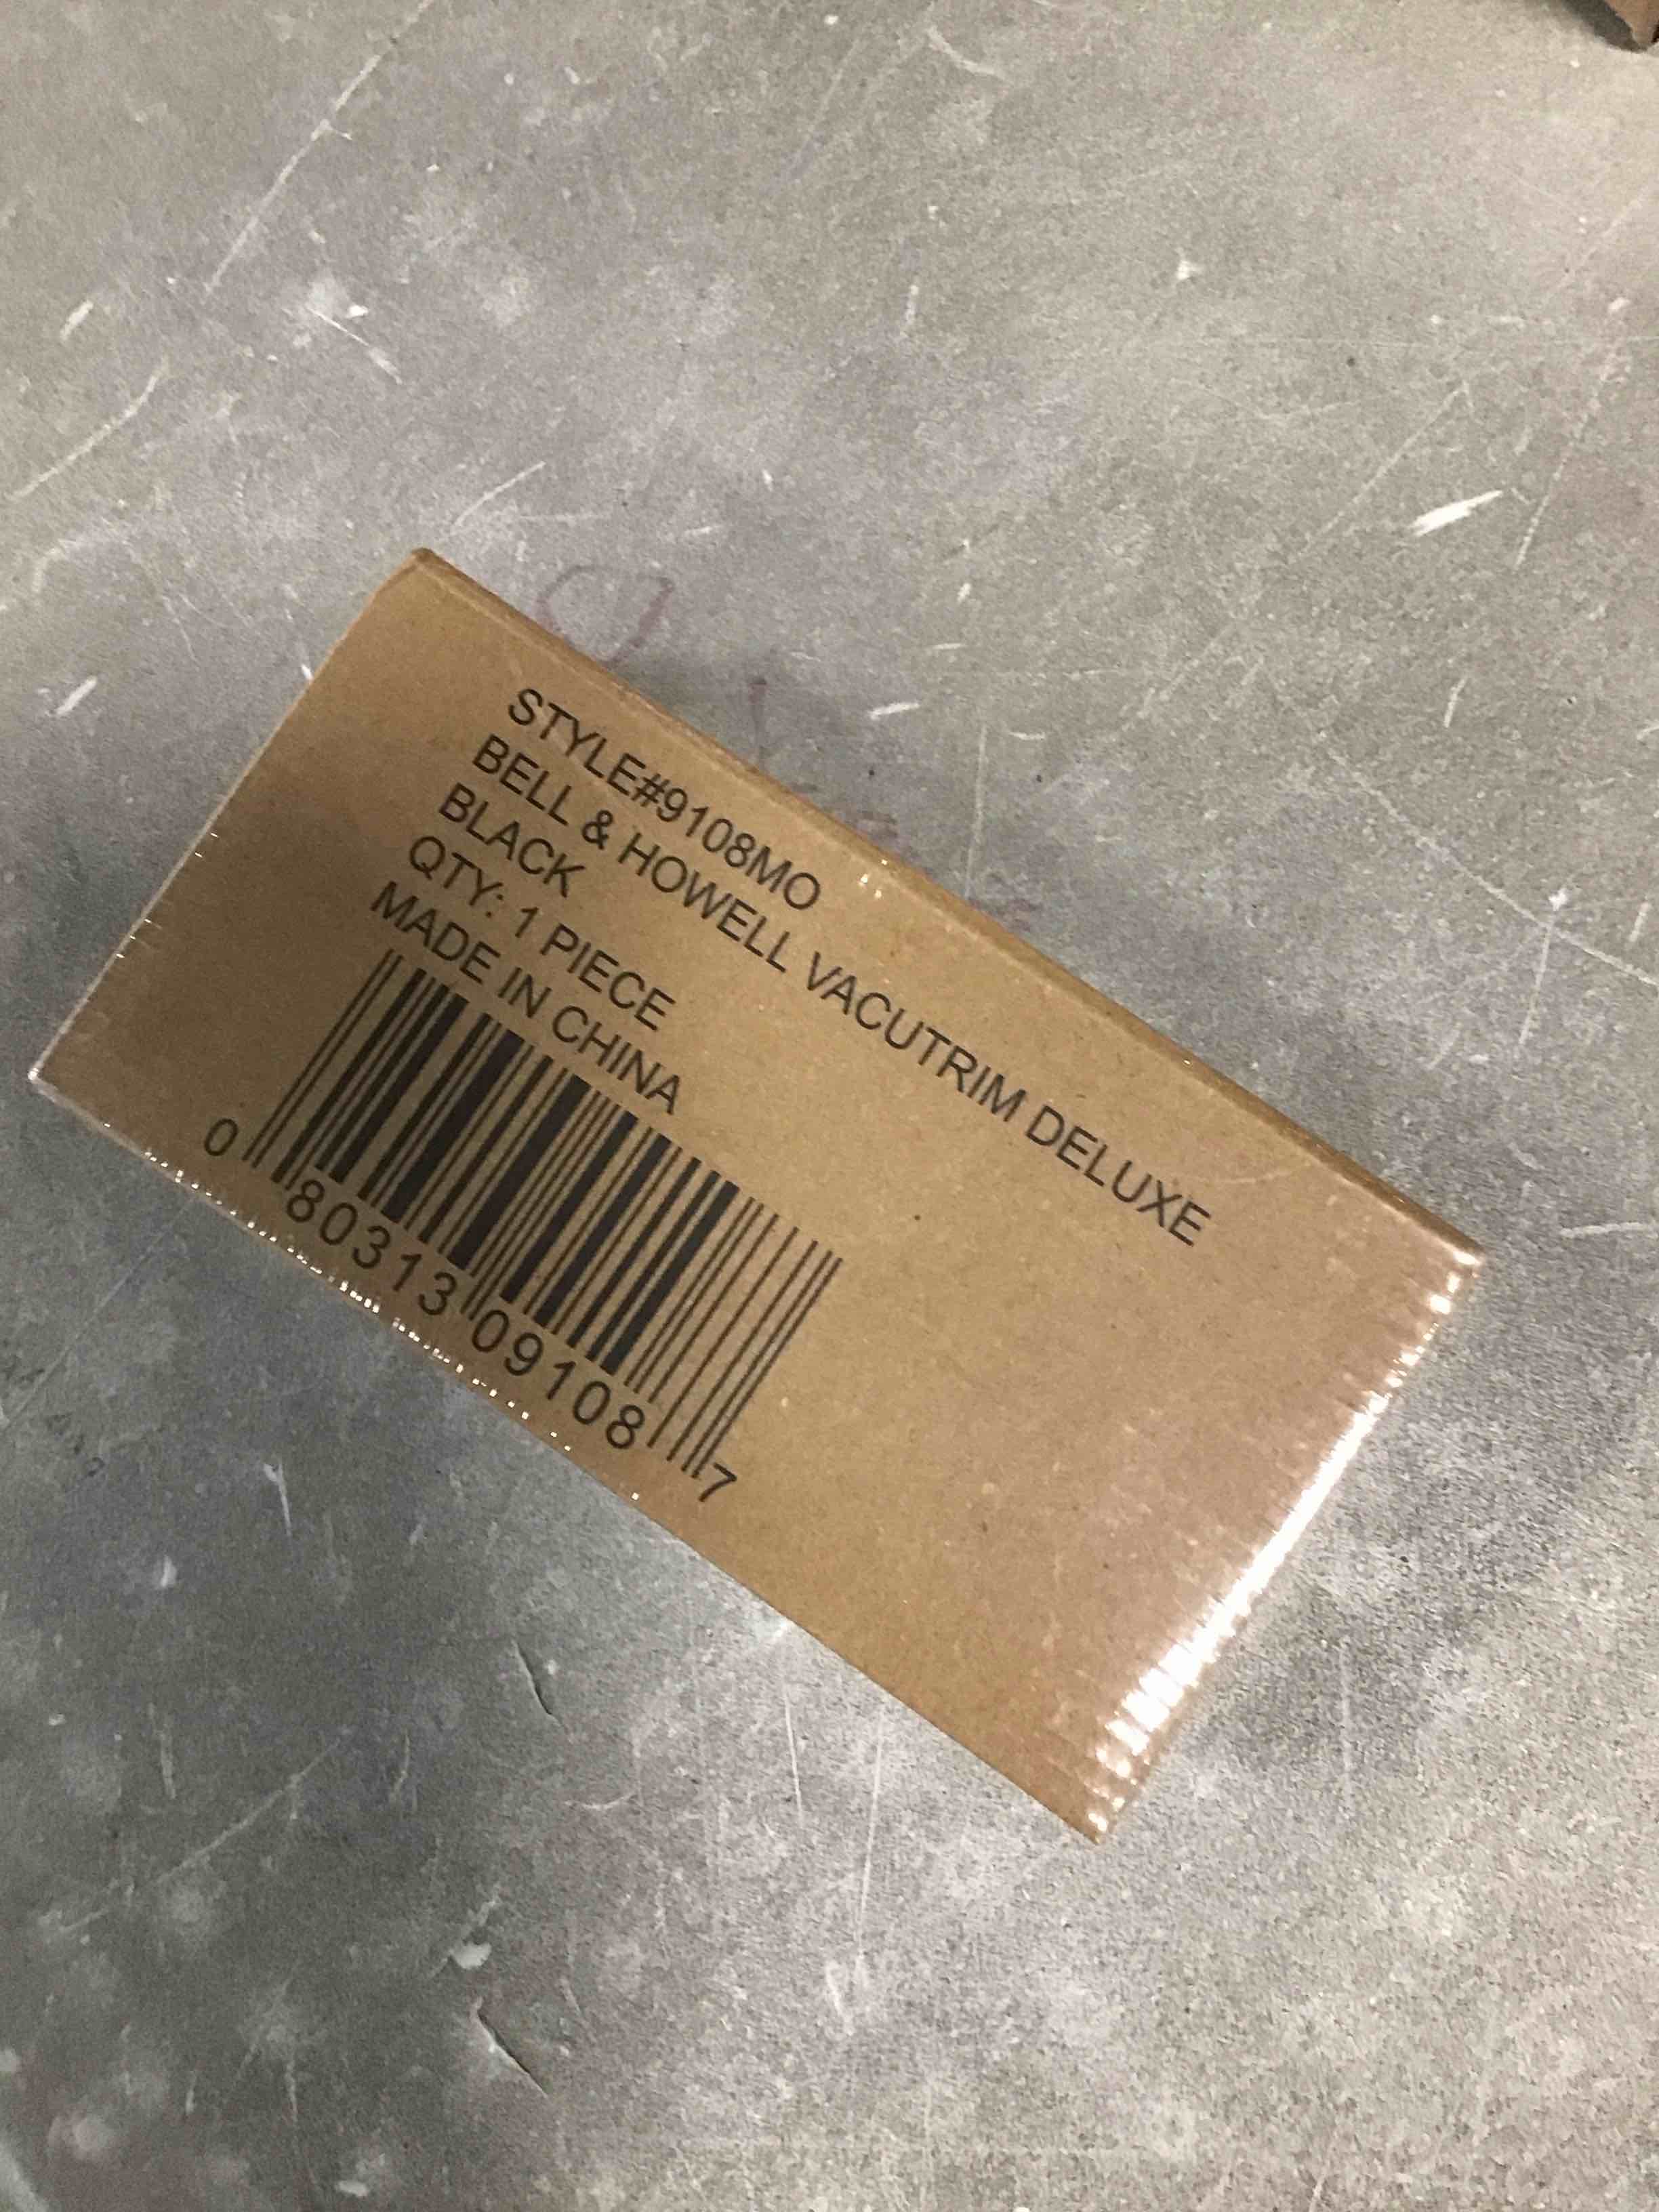 STYLE#9108MO
BELL & HOWELL VACUTRIM DELUXE
BLACK
QTY: 1 PIECE
MADE IN CHINA
0 80313 09108 7